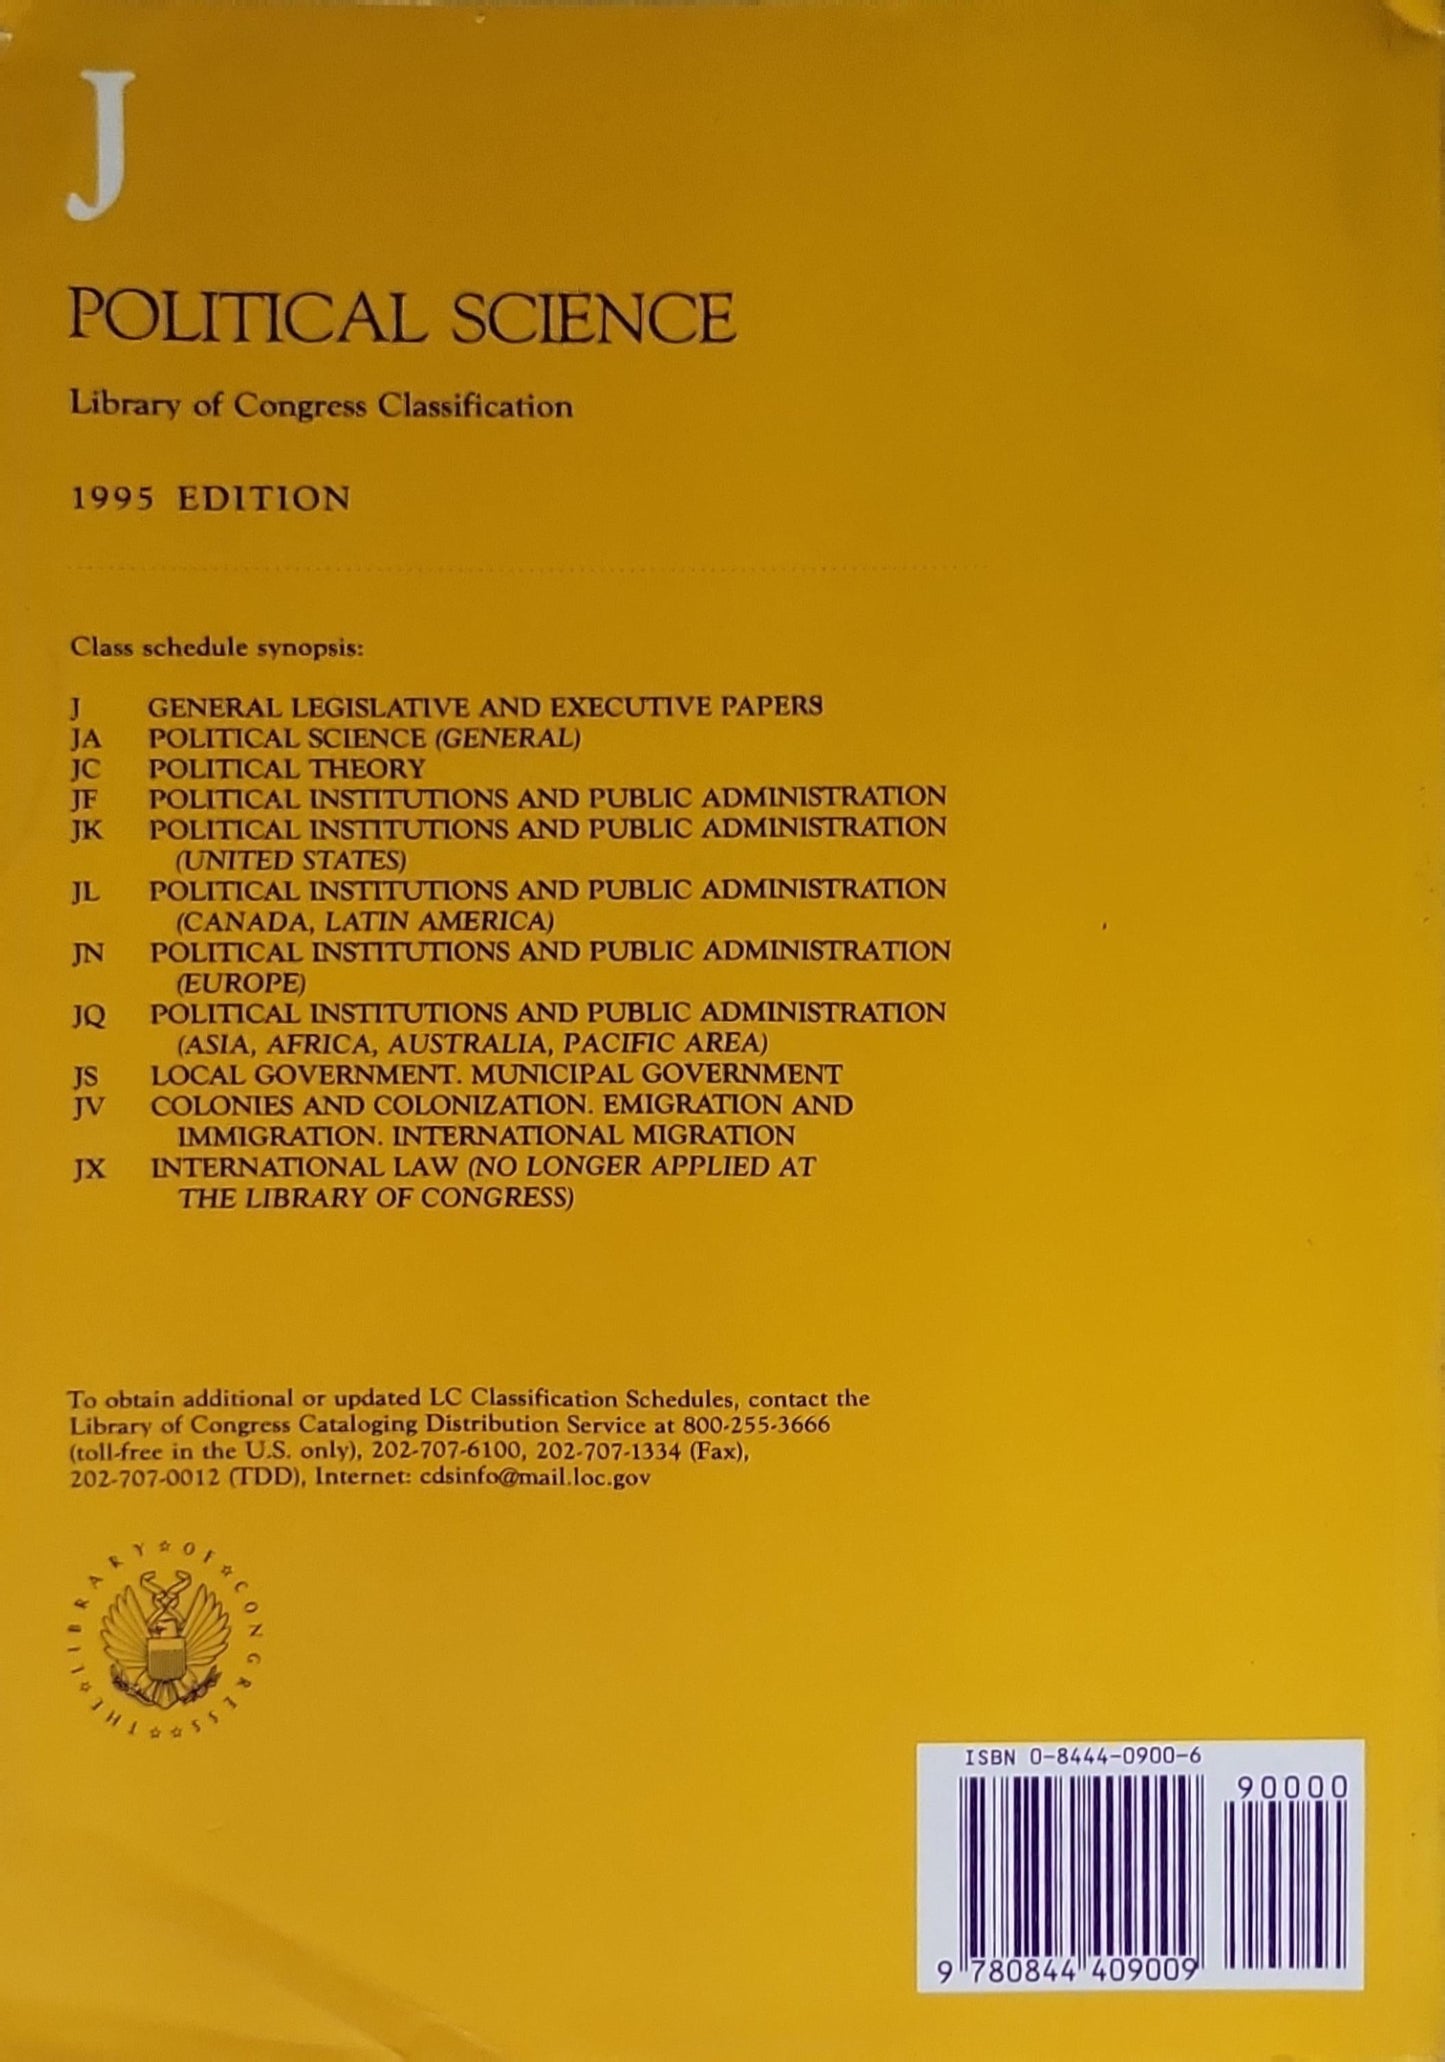 J
POLITICAL SCIENCE
Library of Congress Classification
1995 EDITION
Class schedule synopsis:
J GENERAL LEGISLATIVE AND EXECUTIVE PAPERS
JA POLITICAL SCIENCE (GENERAL)
JC POLITICAL THEORY
JF POLITICAL INSTITUTIONS AND PUBLIC ADMINISTRATION
JK POLITICAL INSTITUTIONS AND PUBLIC ADMINISTRATION
(UNITED STATES)
JL POLITICAL INSTITUTIONS AND PUBLIC ADMINISTRATION
(CANADA, LATIN AMERICA)
JN POLITICAL INSTITUTIONS AND PUBLIC ADMINISTRATION
(EUROPE)
JQ POLITICAL INSTITUTIONS AND PUBLIC ADMINISTRATION
(ASIA, AFRICA, AUSTRALIA, PACIFIC AREA)
JS LOCAL GOVERNMENT. MUNICIPAL GOVERNMENT
JV COLONIES AND COLONIZATION. EMIGRATION AND
IMMIGRATION. INTERNATIONAL MIGRATION
JX INTERNATIONAL LAW (NO LONGER APPLIED AT
THE LIBRARY OF CONGRESS)
To obtain additional or updated LC Classification Schedules, contact the
Library of Congress Cataloging Distribution Service at 800-255-3666
(toll-free in the U.S. only), 202-707-6100, 202-707-1334 (Fax),
202-707-0012 (TDD), Internet: cdsinfo@mail.loc.gov
THE☆LIBRARY☆OF☆CONGRESS☆☆
ISBN 0-8444-0900-6
90000
9 780844 409009